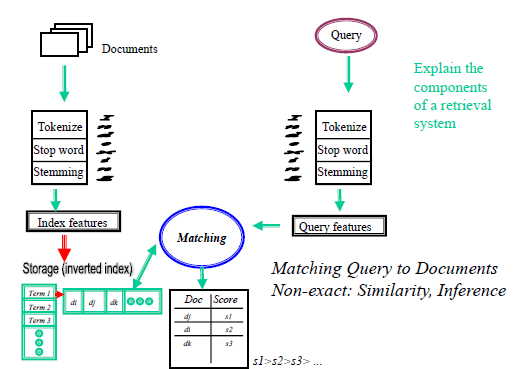 Documents
Query
Explain the
components
of a retrieval
system
Tokenize
Stop word
Stemming
Tokenize
Stop word
Stemming
Index features
Matching
Query features
Storage (inverted index)
Term 1
Term 2
Term 3
di dj dk
Doc Score
dj s1
di s2
dk s3
s1>s2>s3> ...
Matching Query to Documents
Non-exact: Similarity, Inference